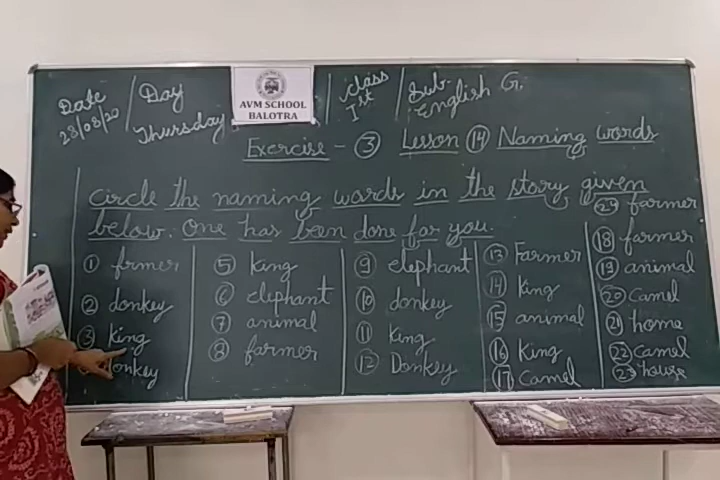 Date 28/08/20
Day Thursday
AVM SCHOOL
BALOTRA
Class Ist
Sub- English G.
Exercise - ③ Lesson ⑭ Naming words
Circle the naming words in the story given
below. One has been done for you.
① frmer
② donkey
③ king
donkey
⑤ king
⑥ elephant
⑦ animal
⑧ farmer
⑨ elephant
⑩ donkey
⑪ king
⑫ Donkey
⑬ Farmer
⑭ King
⑮ animal
⑯ King
⑰ Camel
⑱ farmer
⑲ animal
⑳ Camel
㉑ home
㉒ camel
㉓ house
㉔ farmer